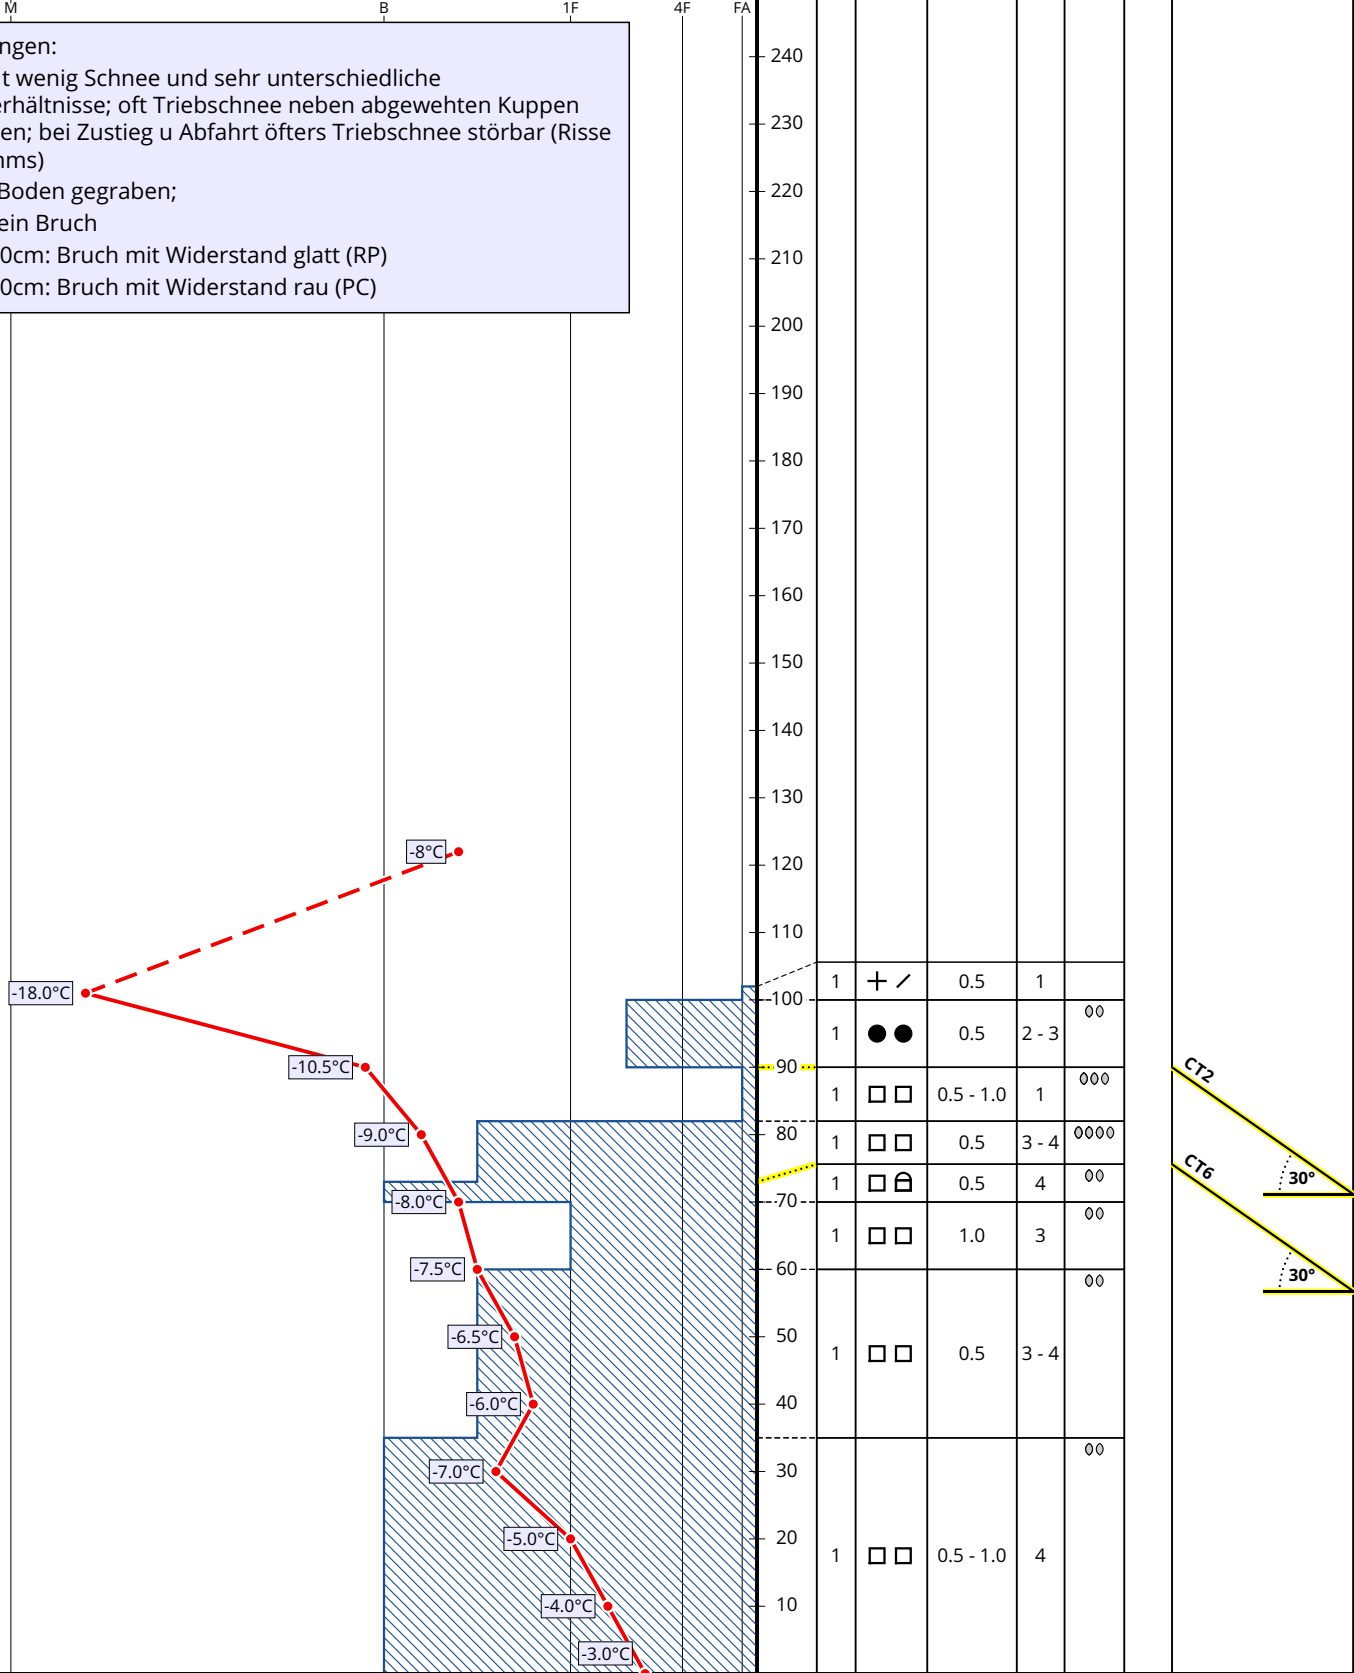 M B 1F 4F FA
ngen:
t wenig Schnee und sehr unterschiedliche
erhältnisse; oft Triebschnee neben abgewehten Kuppen
en; bei Zustieg u Abfahrt öfters Triebschnee störbar (Risse
nms)
Boden gegraben;
ein Bruch
0cm: Bruch mit Widerstand glatt (RP)
0cm: Bruch mit Widerstand rau (PC)
240
230
220
210
200
190
180
170
160
150
140
130
-8°C
120
110
-18.0°C
1 0.5 1
100
1 0.5 2 - 3
-10.5°C 90
CT2
1 0.5 - 1.0 1
-9.0°C 80
1 0.5 3 - 4
CT6
30°
1 0.5 4
-8.0°C 70
1 1.0 3
-7.5°C 60
30°
-6.5°C 50
1 0.5 3 - 4
-6.0°C 40
-7.0°C 30
-5.0°C 20
1 0.5 - 1.0 4
-4.0°C 10
-3.0°C